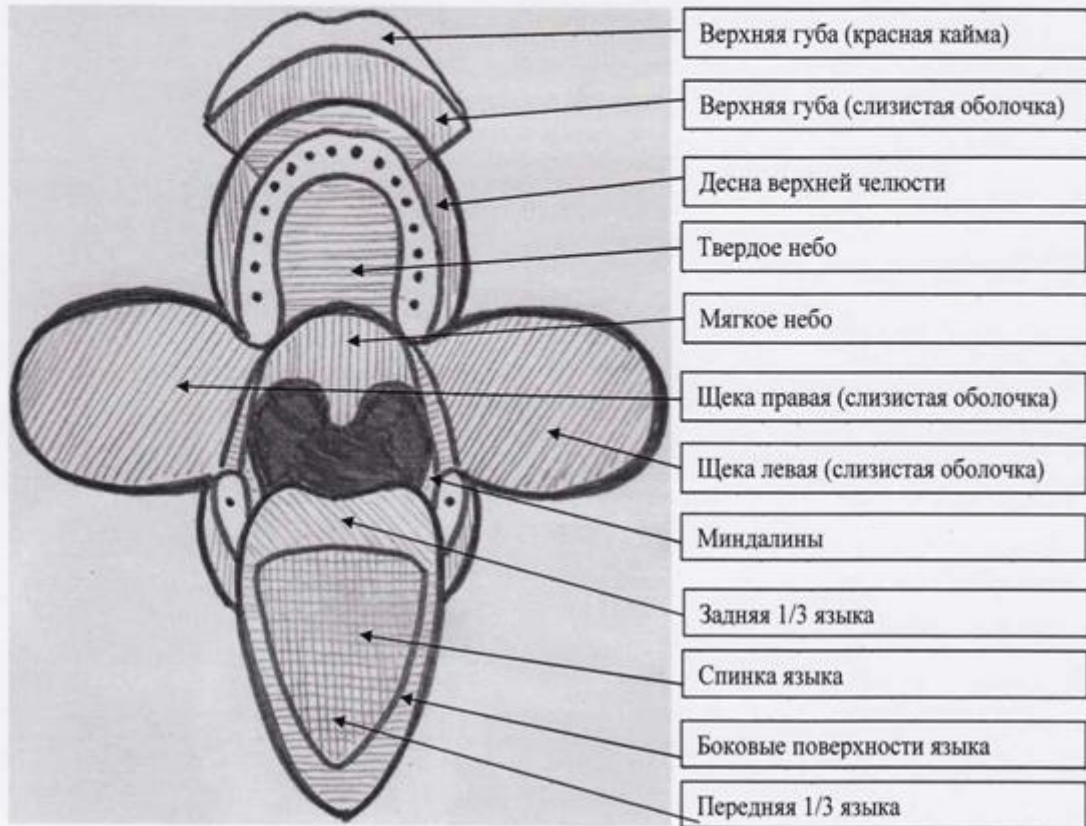 Верхняя губа (красная кайма)
Верхняя губа (слизистая оболочка)
Десна верхней челюсти
Твердое небо
Мягкое небо
Щека правая (слизистая оболочка)
Щека левая (слизистая оболочка)
Миндалины
Задняя 1/3 языка
Спинка языка
Боковые поверхности языка
Передняя 1/3 языка